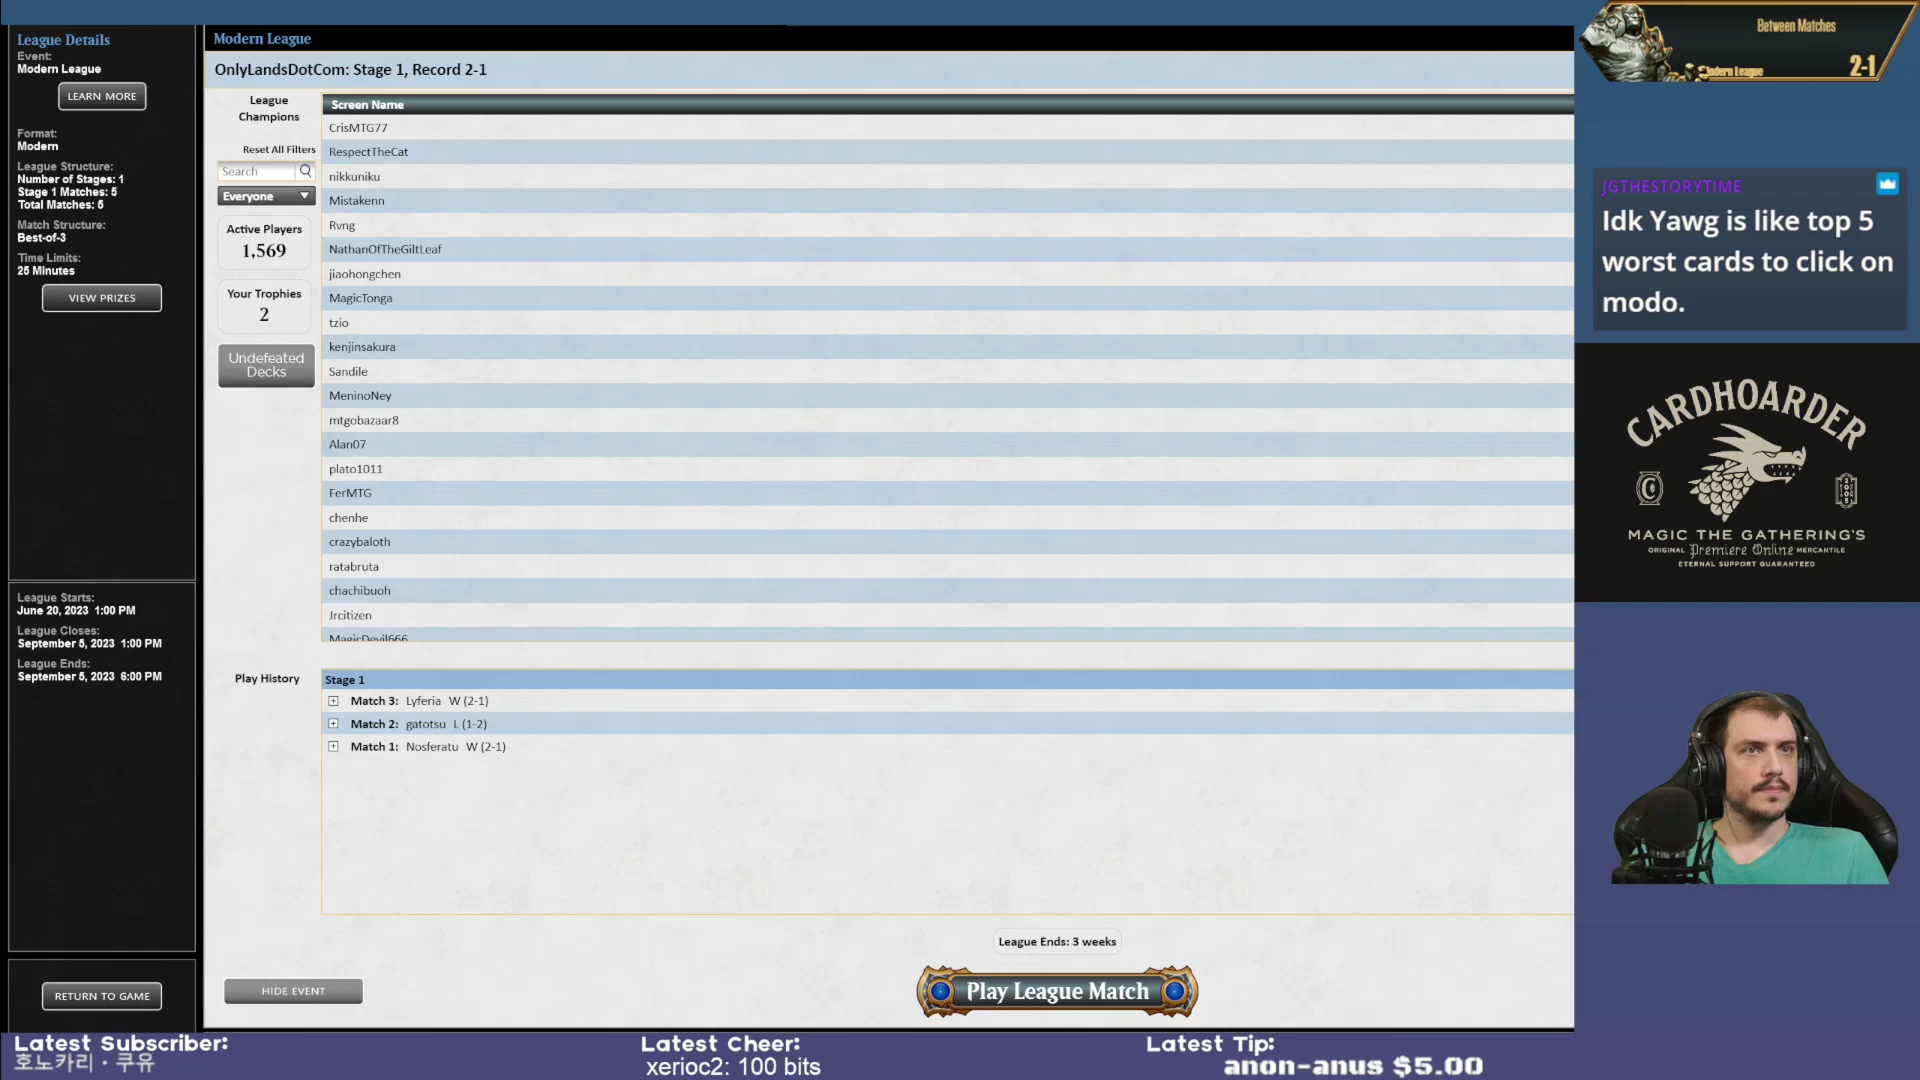 League Details
Event:
Modern League
LEARN MORE
Format:
Modern
League Structure:
Number of Stages: 1
Stage 1 Matches: 5
Total Matches: 5
Match Structure:
Best-of-3
Time Limits:
25 Minutes
VIEW PRIZES
League Starts:
June 20, 2023 1:00 PM
League Closes:
September 5, 2023 1:00 PM
League Ends:
September 5, 2023 6:00 PM
RETURN TO GAME
Modern League
OnlyLandsDotCom: Stage 1, Record 2-1
League
Champions
Reset All Filters
Search
Everyone
Active Players
1,569
Your Trophies
2
Undefeated
Decks
Screen Name
CrisMTG77
RespectTheCat
nikkuniku
Mistakenn
Rvng
NathanOfTheGiltLeaf
jiaohongchen
MagicTonga
tzio
kenjinsakura
Sandile
MeninoNey
mtgobazaar8
Alan07
plato1011
FerMTG
chenhe
crazybaloth
ratabruta
chachibuoh
Jrcitizen
MagicDevil666
Play History
Stage 1
Match 3: Lyferia W (2-1)
Match 2: gatotsu L (1-2)
Match 1: Nosferatu W (2-1)
League Ends: 3 weeks
HIDE EVENT
Play League Match
Between Matches
Modern League
2-1
JGTHESTORYTIME
Idk Yawg is like top 5
worst cards to click on
modo.
CARDHOARDER
C
2005
MAGIC THE GATHERING'S
ORIGINAL Premiere Online MERCANTILE
ETERNAL SUPPORT GUARANTEED
Latest Subscriber:
호노카리・쿠유
Latest Cheer:
xerioc2: 100 bits
Latest Tip:
anon-anus $5.00